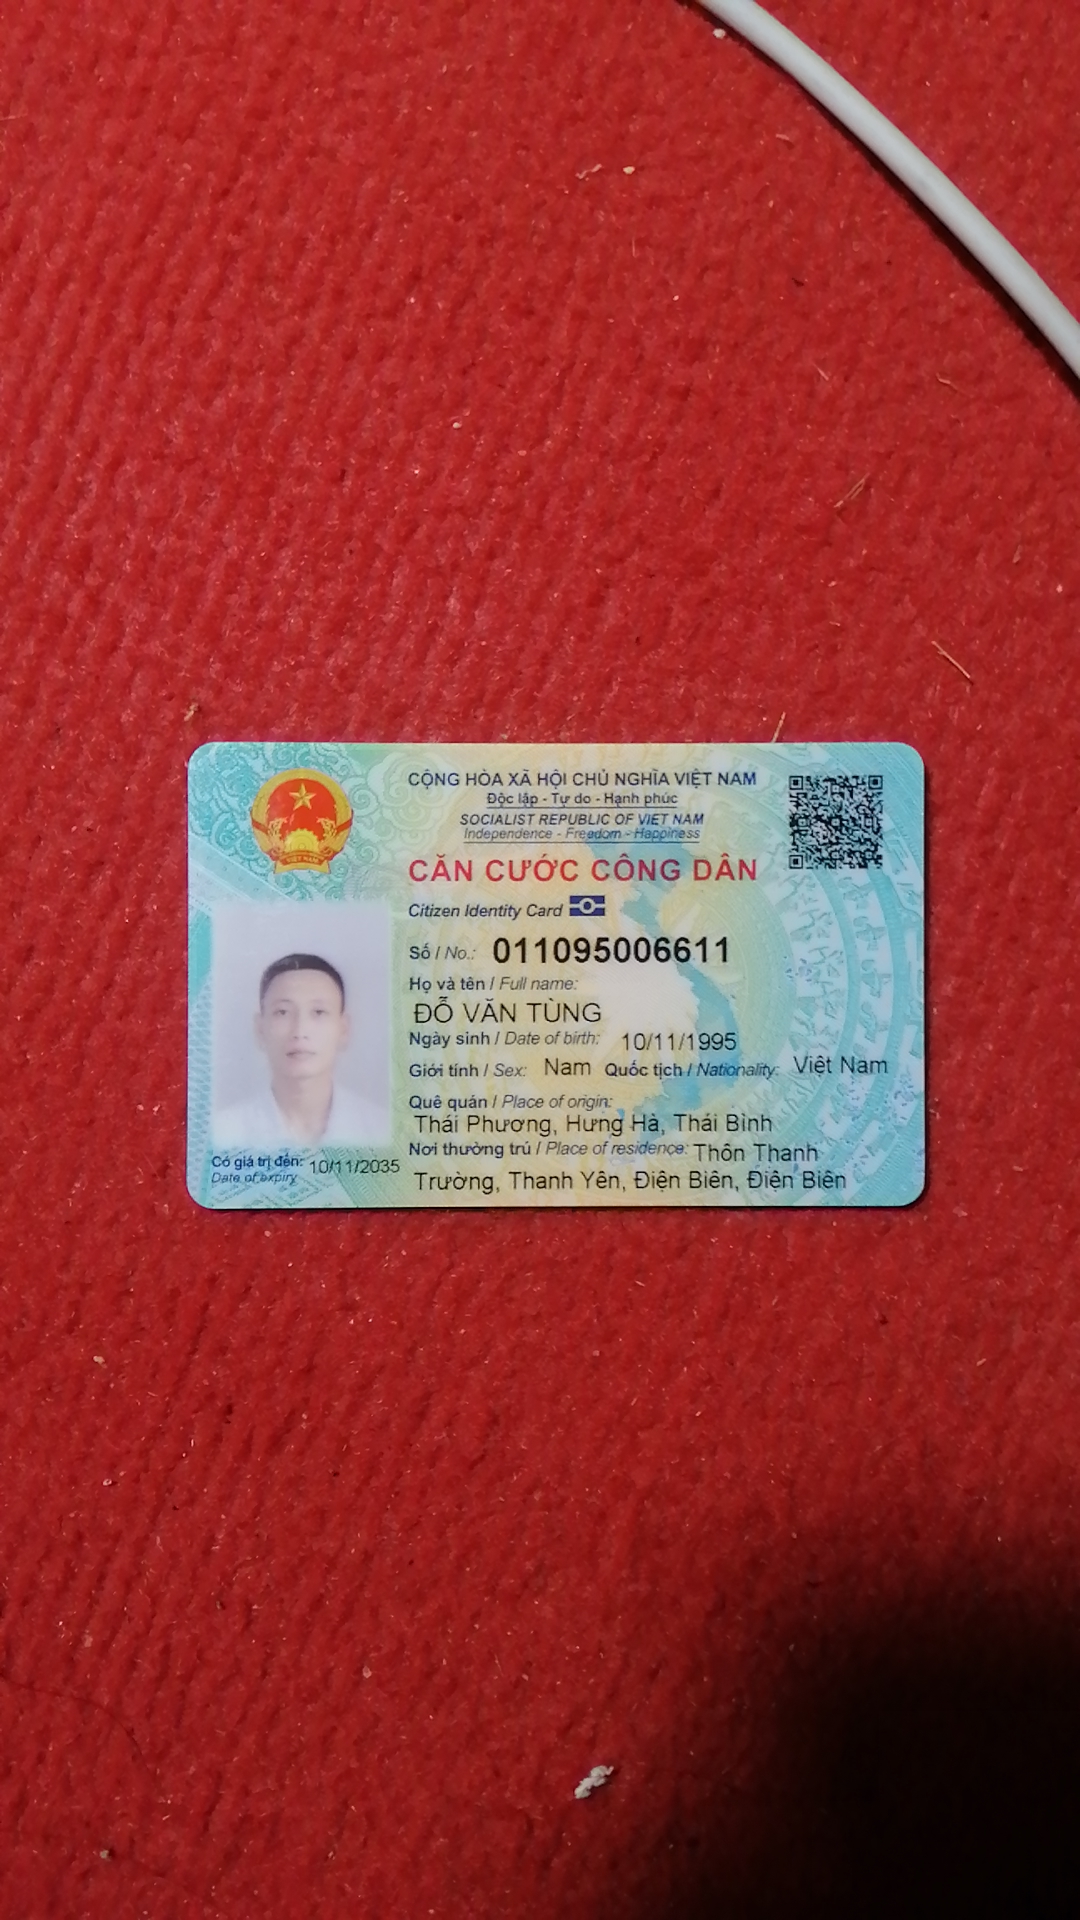 CỘNG HÒA XÃ HỘI CHỦ NGHĨA VIỆT NAM
Độc lập - Tự do - Hạnh phúc
SOCIALIST REPUBLIC OF VIET NAM
Independence - Freedom - Happiness
CĂN CƯỚC CÔNG DÂN
Citizen Identity Card
Số / No.: 011095006611
Họ và tên / Full name:
ĐỖ VĂN TÙNG
Ngày sinh / Date of birth: 10/11/1995
Giới tính / Sex: Nam Quốc tịch / Nationality: Việt Nam
Quê quán / Place of origin:
Thái Phương, Hưng Hà, Thái Bình
Nơi thường trú / Place of residence: Thôn Thanh
Trường, Thanh Yên, Điện Biên, Điện Biên
Có giá trị đến: 10/11/2035
Date of expiry
VIỆT NAM